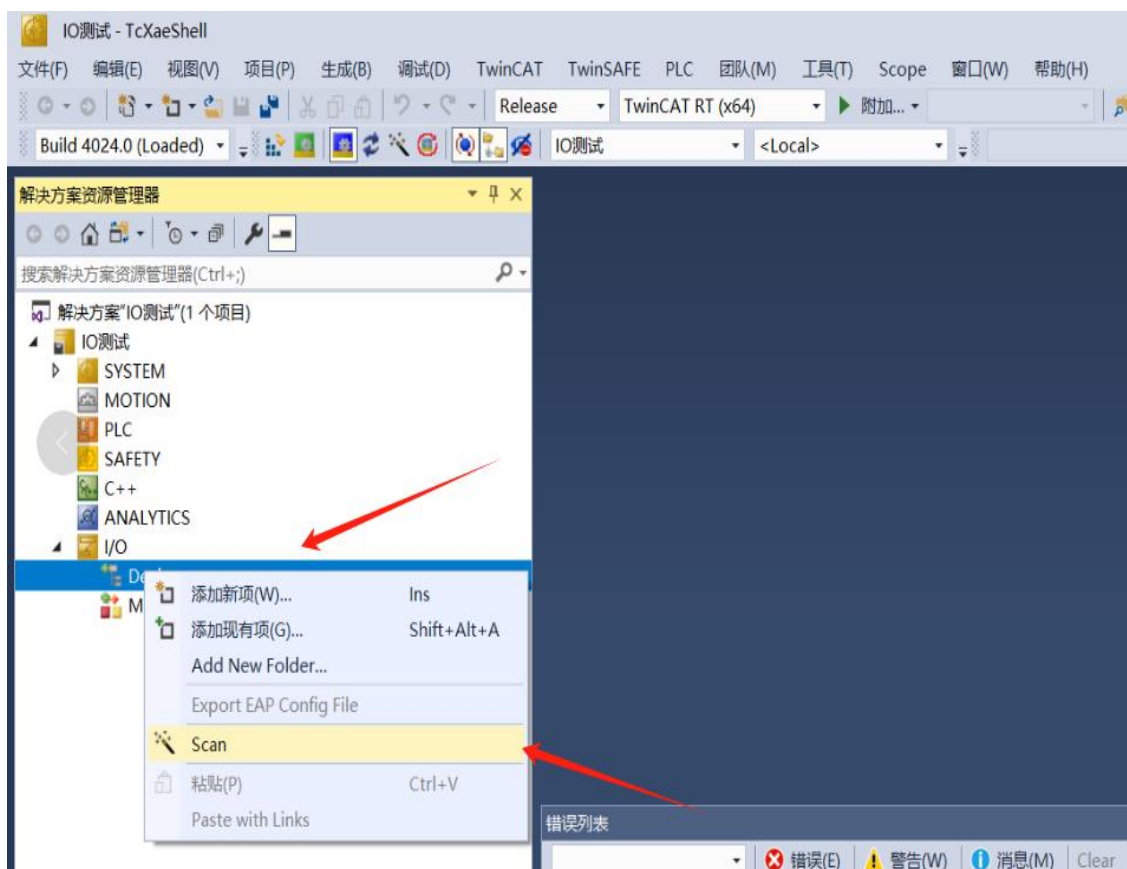 IO测试 - TcXaeShell
文件(F) 编辑(E) 视图(V) 项目(P) 生成(B) 调试(D) TwinCAT TwinSAFE PLC 团队(M) 工具(T) Scope 窗口(W) 帮助(H)
Release TwinCAT RT (x64) 附加...
Build 4024.0 (Loaded) IO测试 <Local>
解决方案资源管理器
搜索解决方案资源管理器(Ctrl+;)
解决方案"IO测试"(1 个项目)
IO测试
SYSTEM
MOTION
PLC
SAFETY
C++
ANALYTICS
I/O
添加新项(W)... Ins
添加现有项(G)... Shift+Alt+A
Add New Folder...
Export EAP Config File
Scan
粘贴(P) Ctrl+V
Paste with Links
错误列表
错误(E) 警告(W) 消息(M) Clear